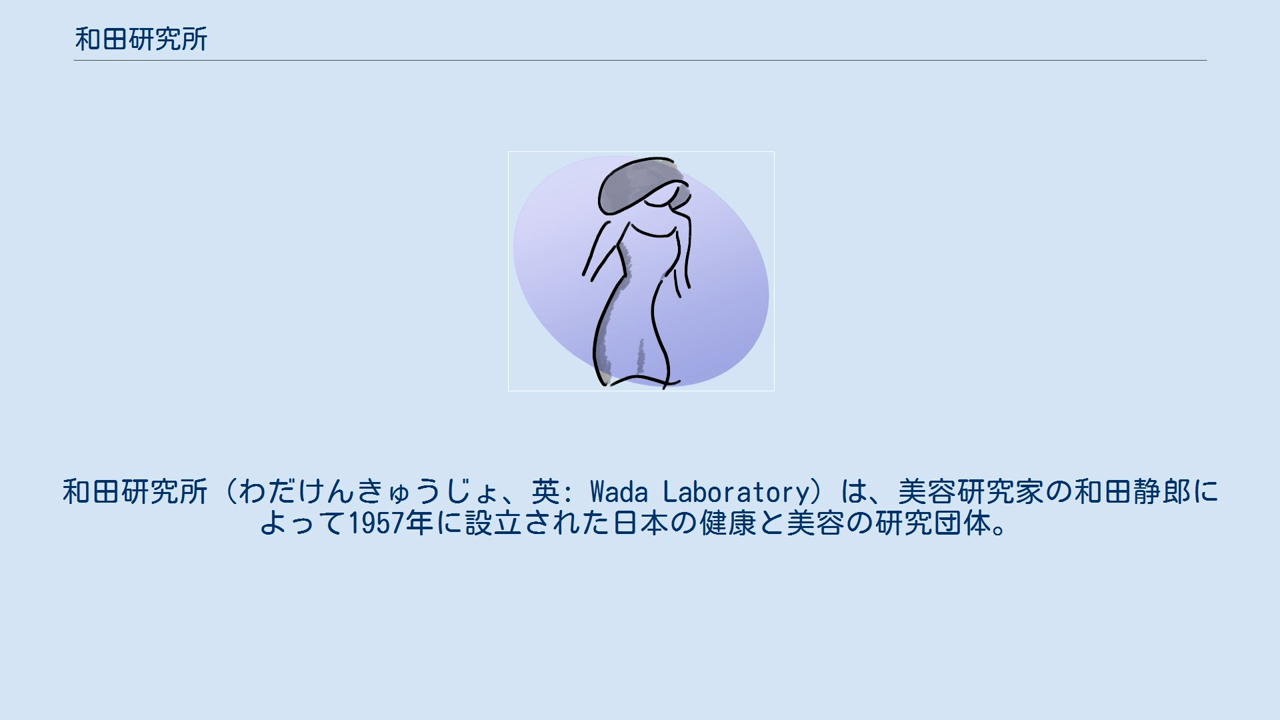 和田研究所
和田研究所（わだけんきゅうじょ、英: Wada Laboratory）は、美容研究家の和田静郎に
よって1957年に設立された日本の健康と美容の研究団体。